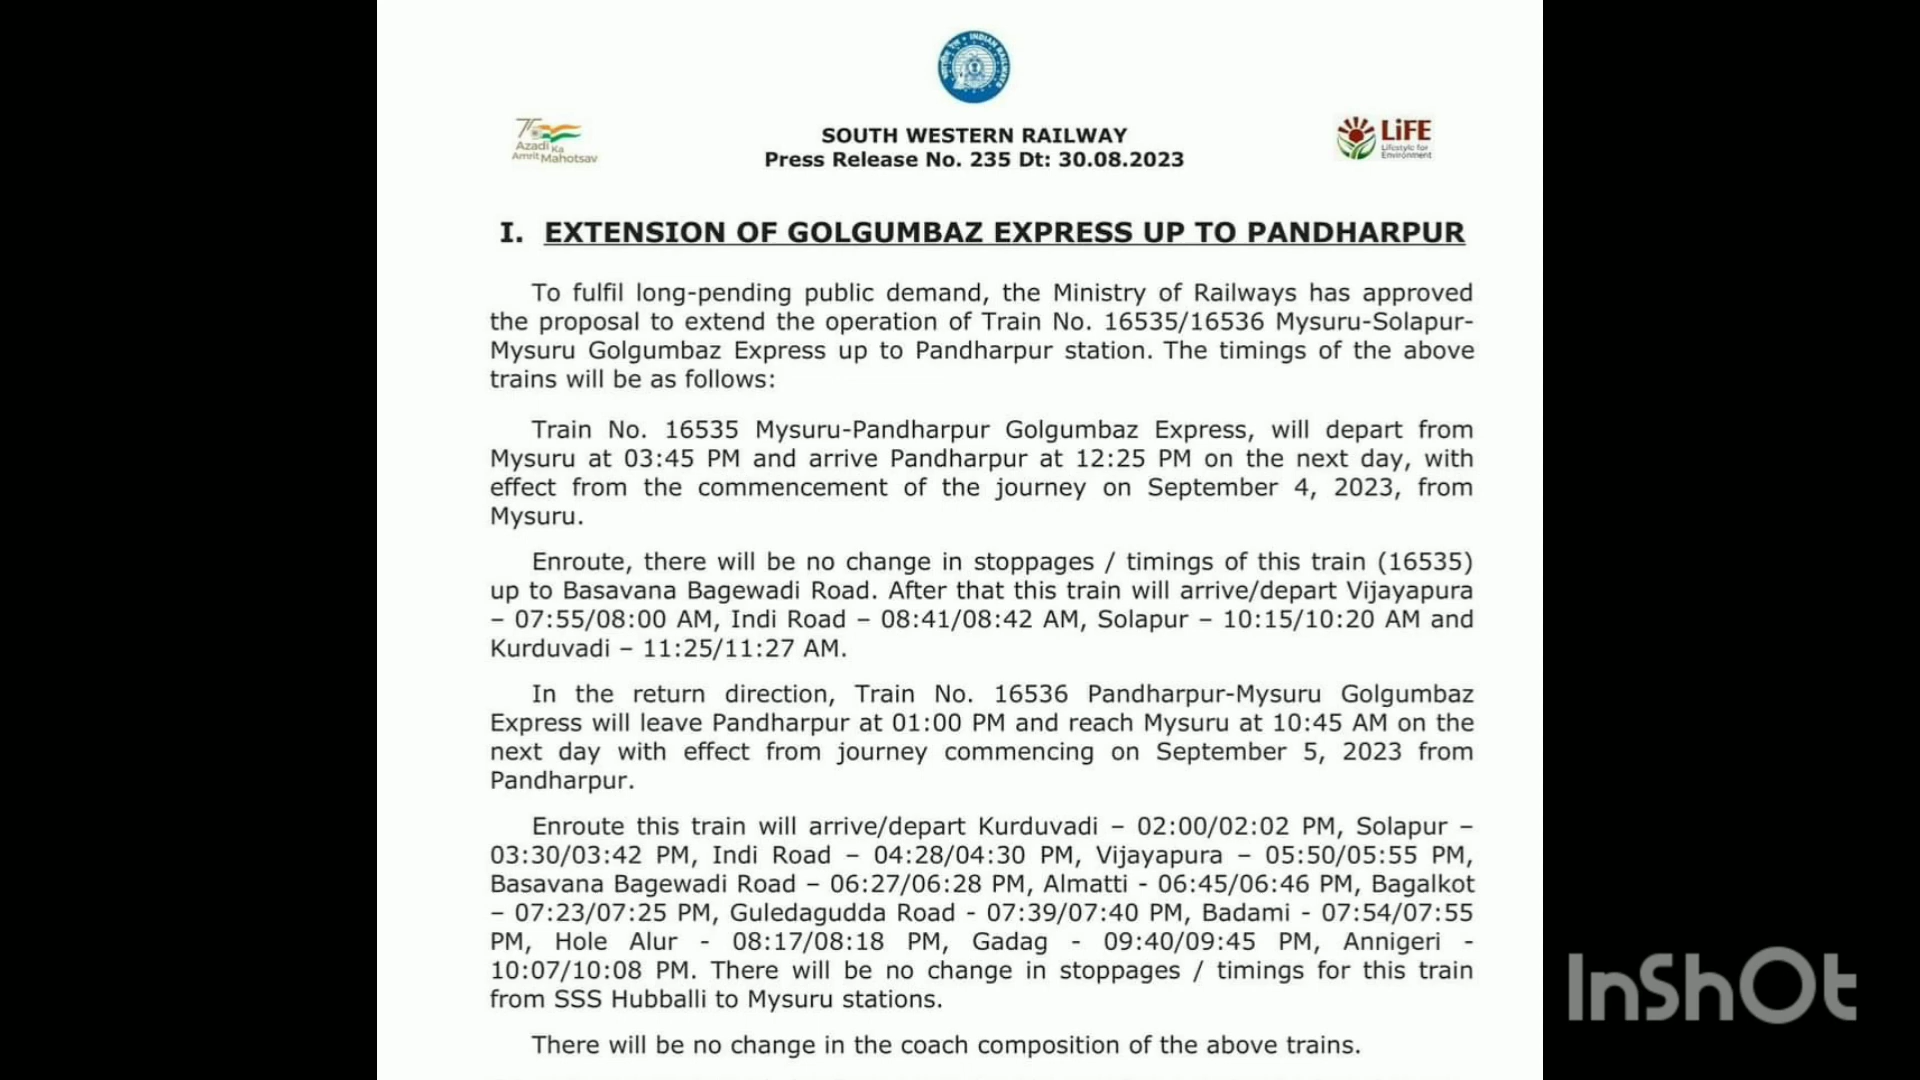 INDIAN RAILWAYS
75
Azadi Ka
Amrit Mahotsav
SOUTH WESTERN RAILWAY
Press Release No. 235 Dt: 30.08.2023
LiFE
Lifestyle for
Environment
I. EXTENSION OF GOLGUMBAZ EXPRESS UP TO PANDHARPUR
To fulfil long-pending public demand, the Ministry of Railways has approved
the proposal to extend the operation of Train No. 16535/16536 Mysuru-Solapur-
Mysuru Golgumbaz Express up to Pandharpur station. The timings of the above
trains will be as follows:
Train No. 16535 Mysuru-Pandharpur Golgumbaz Express, will depart from
Mysuru at 03:45 PM and arrive Pandharpur at 12:25 PM on the next day, with
effect from the commencement of the journey on September 4, 2023, from
Mysuru.
Enroute, there will be no change in stoppages / timings of this train (16535)
up to Basavana Bagewadi Road. After that this train will arrive/depart Vijayapura
– 07:55/08:00 AM, Indi Road – 08:41/08:42 AM, Solapur – 10:15/10:20 AM and
Kurduvadi – 11:25/11:27 AM.
In the return direction, Train No. 16536 Pandharpur-Mysuru Golgumbaz
Express will leave Pandharpur at 01:00 PM and reach Mysuru at 10:45 AM on the
next day with effect from journey commencing on September 5, 2023 from
Pandharpur.
Enroute this train will arrive/depart Kurduvadi – 02:00/02:02 PM, Solapur –
03:30/03:42 PM, Indi Road – 04:28/04:30 PM, Vijayapura – 05:50/05:55 PM,
Basavana Bagewadi Road – 06:27/06:28 PM, Almatti - 06:45/06:46 PM, Bagalkot
– 07:23/07:25 PM, Guledagudda Road - 07:39/07:40 PM, Badami - 07:54/07:55
PM, Hole Alur - 08:17/08:18 PM, Gadag - 09:40/09:45 PM, Annigeri -
10:07/10:08 PM. There will be no change in stoppages / timings for this train
from SSS Hubballi to Mysuru stations.
There will be no change in the coach composition of the above trains.
InShOt